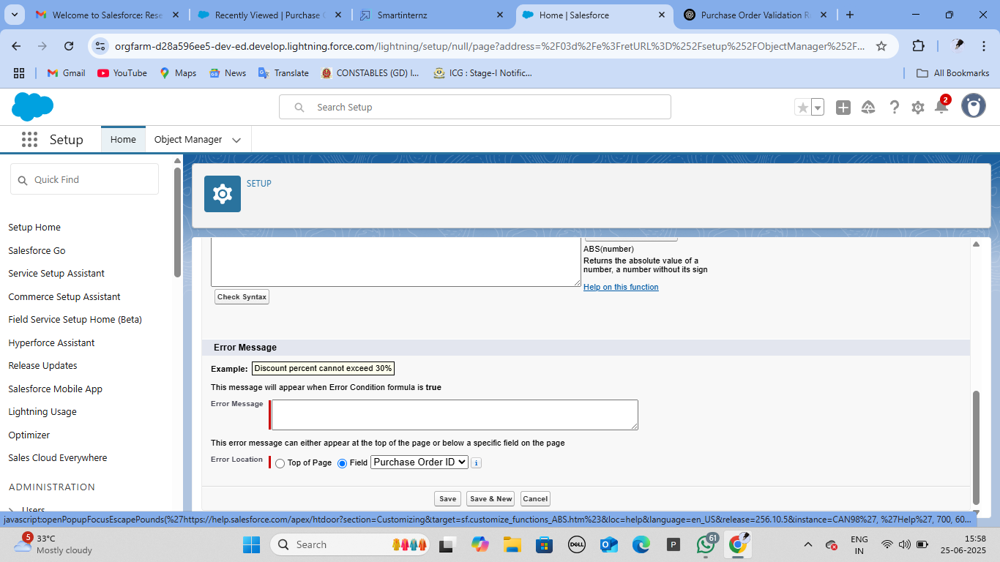 Welcome to Salesforce: Rese
Recently Viewed | Purchase O
Smartinternz
Home | Salesforce
Purchase Order Validation R
orgfarm-d28a596ee5-dev-ed.develop.lightning.force.com/lightning/setup/null/page?address=%2F03d%2Fe%3FretURL%3D%252Fsetup%252FObjectManager%252F...
Gmail
YouTube
Maps
News
Translate
CONSTABLES (GD) I...
ICG : Stage-I Notific...
All Bookmarks
Search Setup
2
Setup
Home
Object Manager
Quick Find
SETUP
Setup Home
Salesforce Go
Service Setup Assistant
Commerce Setup Assistant
Field Service Setup Home (Beta)
Hyperforce Assistant
Release Updates
Salesforce Mobile App
Lightning Usage
Optimizer
Sales Cloud Everywhere
ADMINISTRATION
Users
ABS(number)
Returns the absolute value of a
number, a number without its sign
Help on this function
Check Syntax
Error Message
Example: Discount percent cannot exceed 30%
This message will appear when Error Condition formula is true
Error Message
This error message can either appear at the top of the page or below a specific field on the page
Error Location Top of Page Field Purchase Order ID i
Save Save & New Cancel
javascript:openPopupFocusEscapePounds(%27https://help.salesforce.com/apex/htdoor?section=Customizing&target=sf.customize_functions_ABS.htm%23&loc=help&language=en_US&release=256.10.5&instance=CAN98%27, %27Help%27, 700, 60...
5
33°C
Mostly cloudy
Search
DELL
P
61
ENG
IN
15:58
25-06-2025